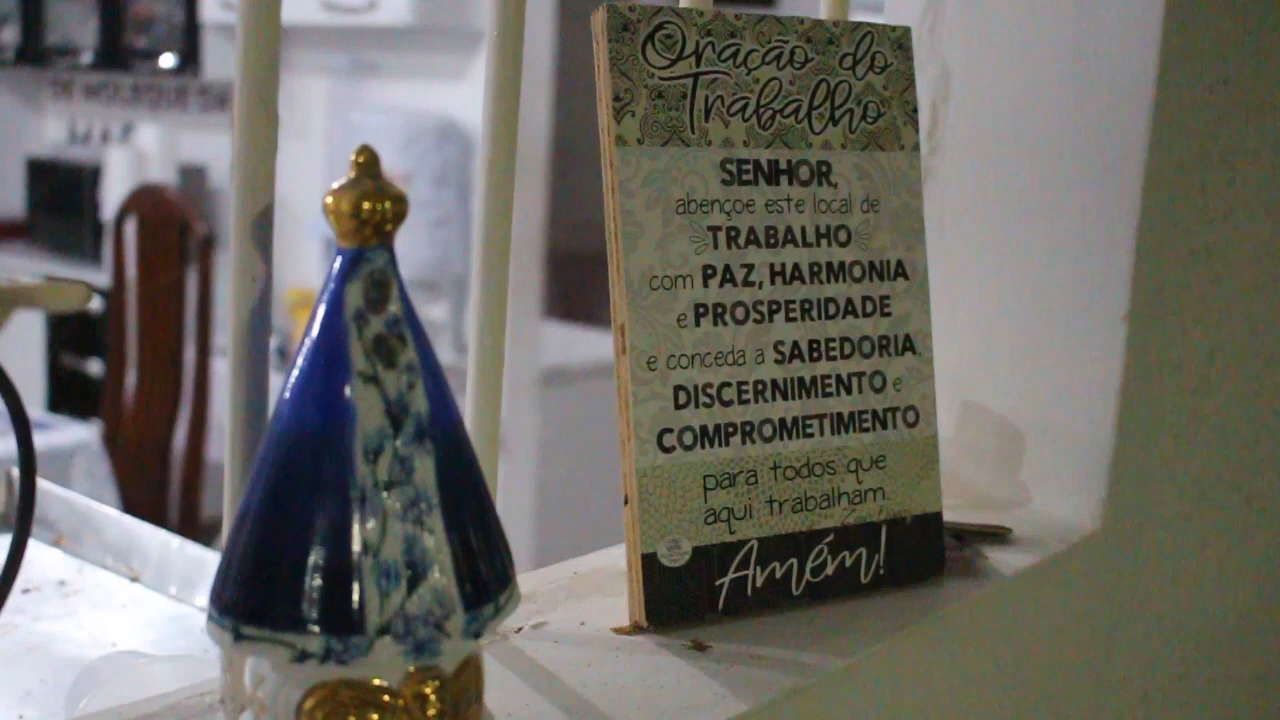 Oração do
Trabalho
SENHOR,
abençoe este local de
TRABALHO
com PAZ, HARMONIA
e PROSPERIDADE
e conceda a SABEDORIA,
DISCERNIMENTO e
COMPROMETIMENTO
para todos que
aqui trabalham.
Amém!